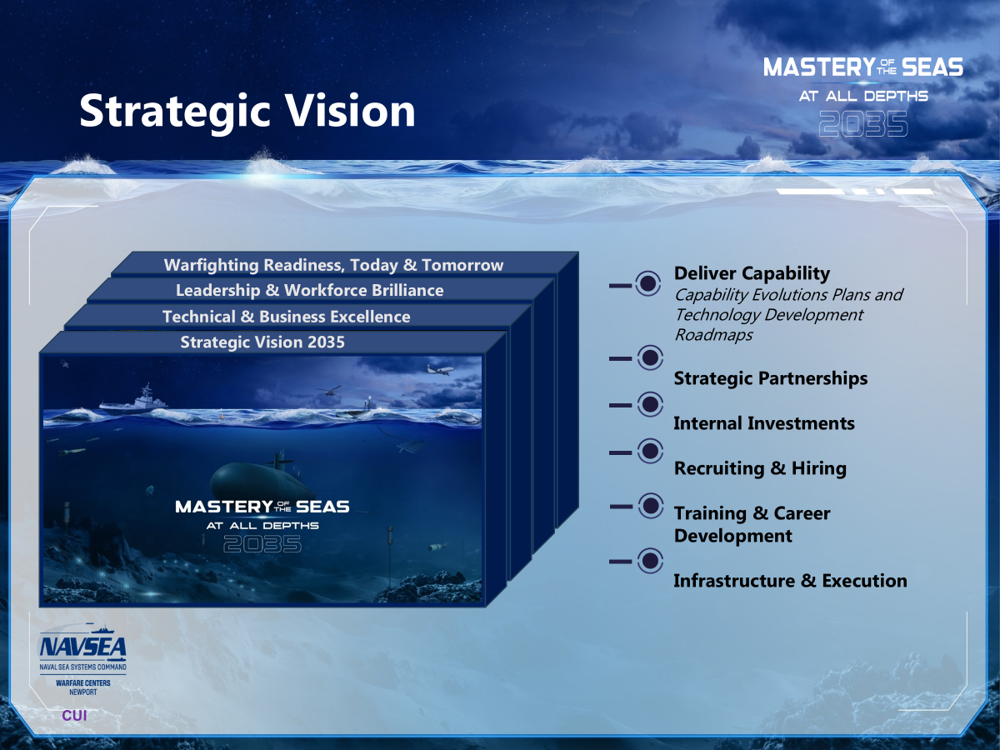 Strategic Vision
MASTERY OF THE SEAS
AT ALL DEPTHS
2035
Warfighting Readiness, Today & Tomorrow
Leadership & Workforce Brilliance
Technical & Business Excellence
Strategic Vision 2035
MASTERY OF THE SEAS
AT ALL DEPTHS
2035
Deliver Capability
Capability Evolutions Plans and
Technology Development
Roadmaps
Strategic Partnerships
Internal Investments
Recruiting & Hiring
Training & Career
Development
Infrastructure & Execution
NAVSEA
NAVAL SEA SYSTEMS COMMAND
WARFARE CENTERS
NEWPORT
CUI